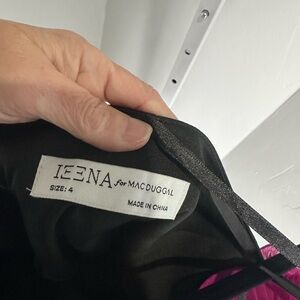 IEENA for MAC DUGGAL
SIZE: 4
MADE IN CHINA